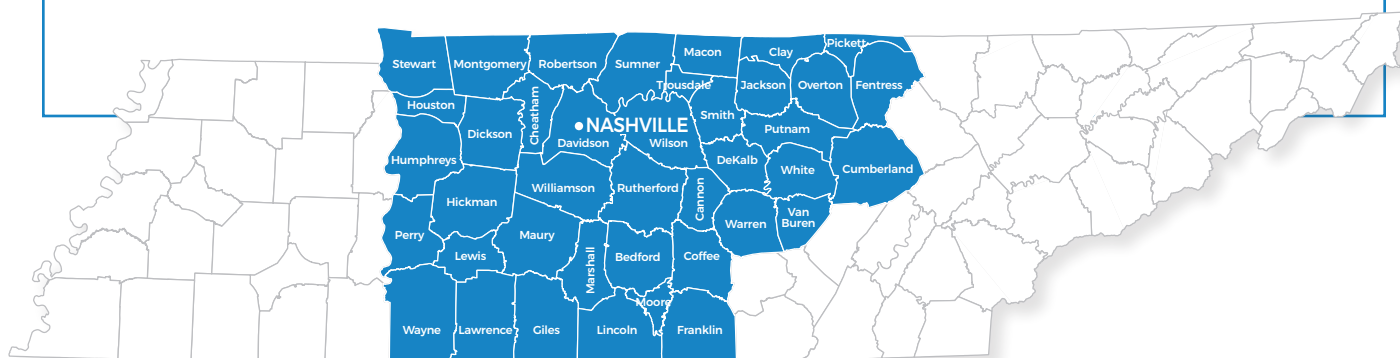 Pickett
Macon
Clay
Stewart
Montgomery
Robertson
Sumner
Trousdale
Jackson
Overton
Fentress
Houston
Cheatham
Smith
•NASHVILLE
Dickson
Putnam
Davidson
Wilson
Humphreys
DeKalb
White
Cumberland
Williamson
Rutherford
Cannon
Hickman
Van
Buren
Warren
Perry
Maury
Lewis
Marshall
Bedford
Coffee
Moore
Wayne
Lawrence
Giles
Lincoln
Franklin